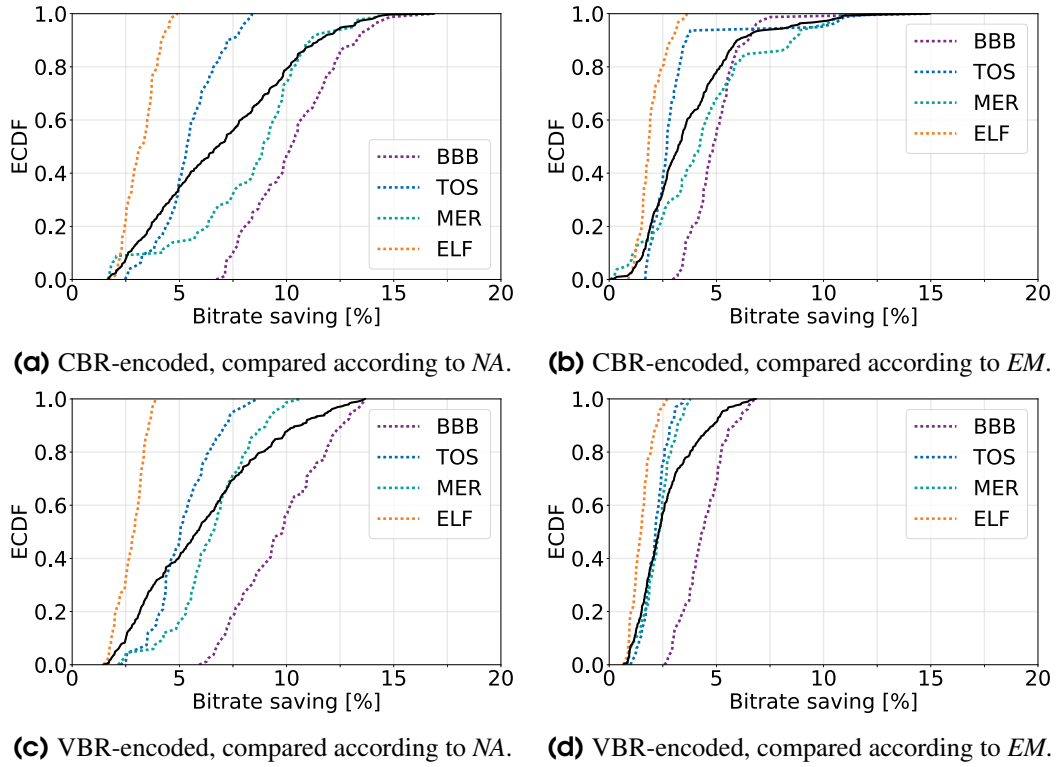 1.0
0.8
0.6
0.4
0.2
0.0
ECDF
BBB
TOS
MER
ELF
0 5 10 15 20
Bitrate saving [%]
(a) CBR-encoded, compared according to NA.
1.0
0.8
0.6
0.4
0.2
0.0
ECDF
BBB
TOS
MER
ELF
0 5 10 15 20
Bitrate saving [%]
(b) CBR-encoded, compared according to EM.
1.0
0.8
0.6
0.4
0.2
0.0
ECDF
BBB
TOS
MER
ELF
0 5 10 15 20
Bitrate saving [%]
(c) VBR-encoded, compared according to NA.
1.0
0.8
0.6
0.4
0.2
0.0
ECDF
BBB
TOS
MER
ELF
0 5 10 15 20
Bitrate saving [%]
(d) VBR-encoded, compared according to EM.